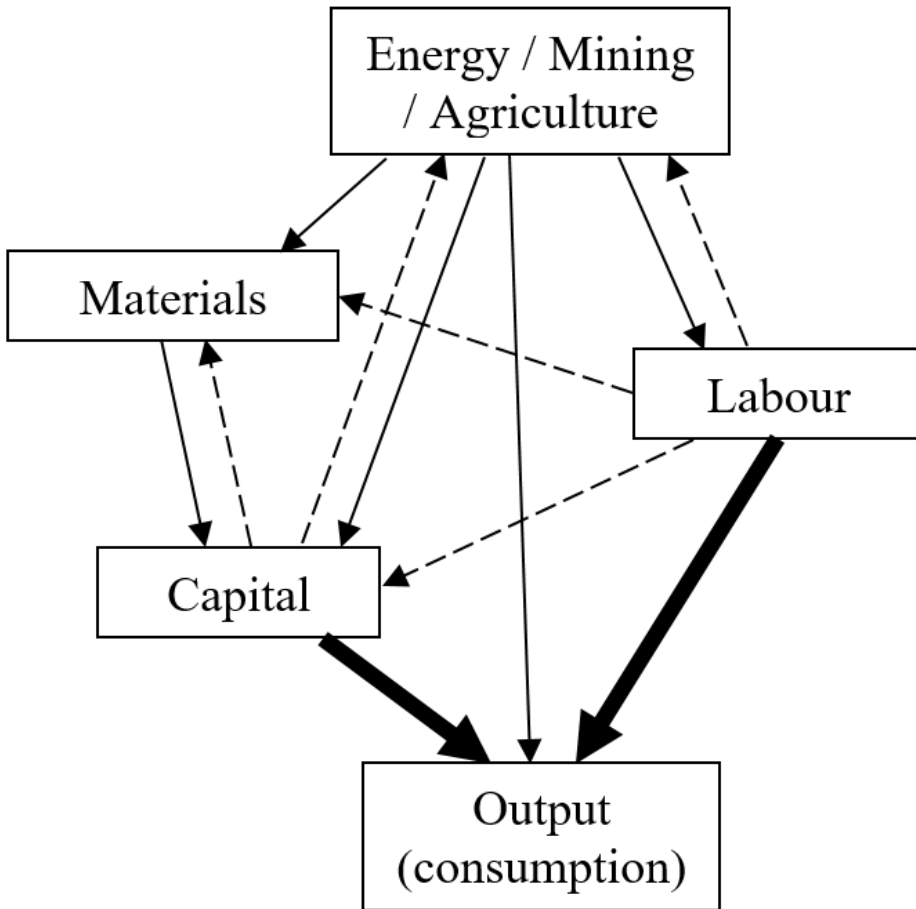 Energy / Mining
/ Agriculture
Materials
Labour
Capital
Output
(consumption)